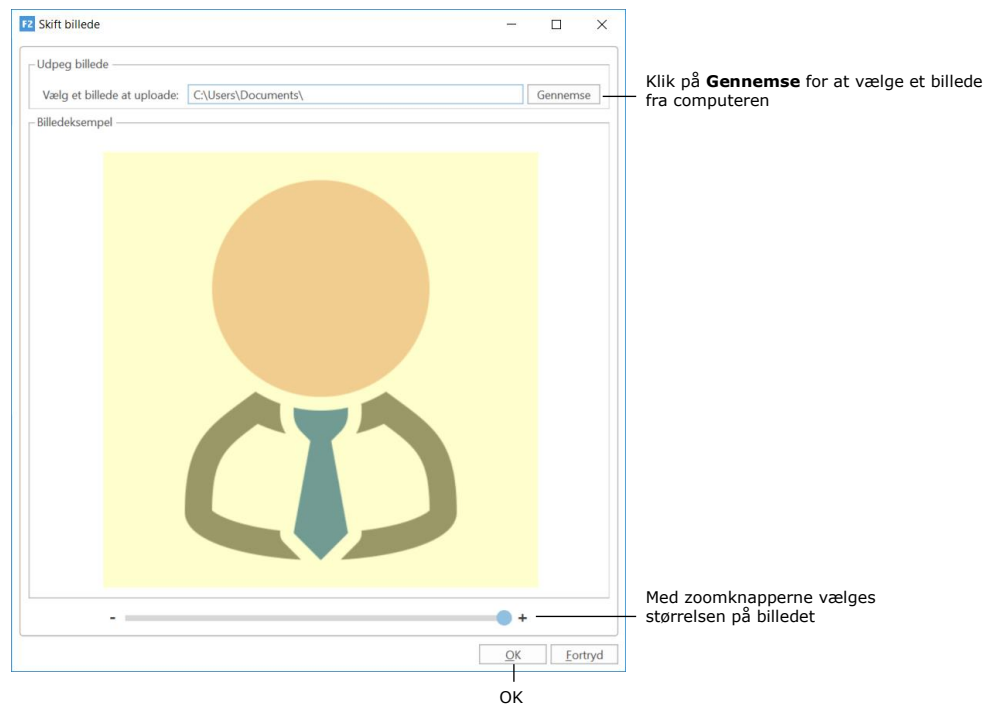 F2 Skift billede
Udpeg billede
Vælg et billede at uploade: C:\Users\Documents\ Gennemse
Klik på Gennemse for at vælge et billede
fra computeren
Billedeksempel
Med zoomknapperne vælges
størrelsen på billedet
- +
OK Fortryd
OK